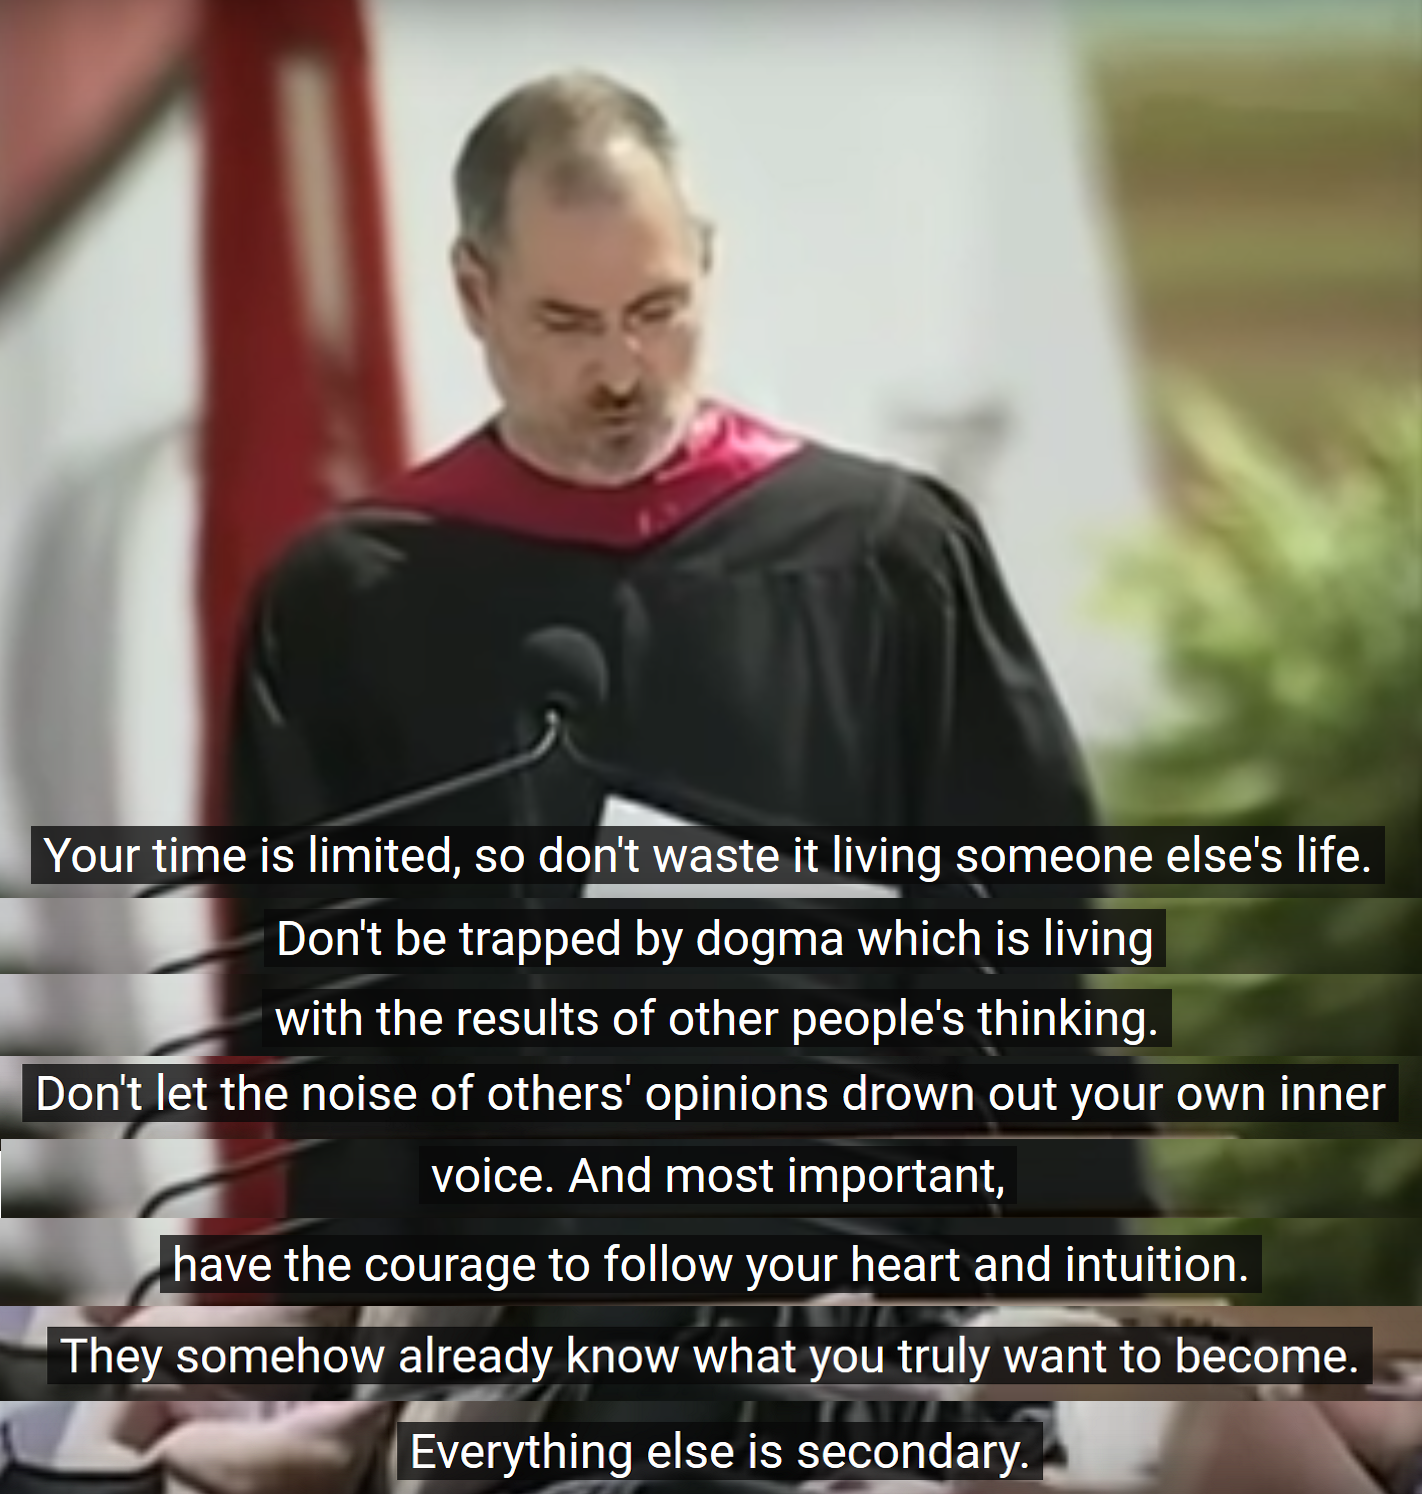 Your time is limited, so don't waste it living someone else's life.
Don't be trapped by dogma which is living
with the results of other people's thinking.
Don't let the noise of others' opinions drown out your own inner
voice. And most important,
have the courage to follow your heart and intuition.
They somehow already know what you truly want to become.
Everything else is secondary.